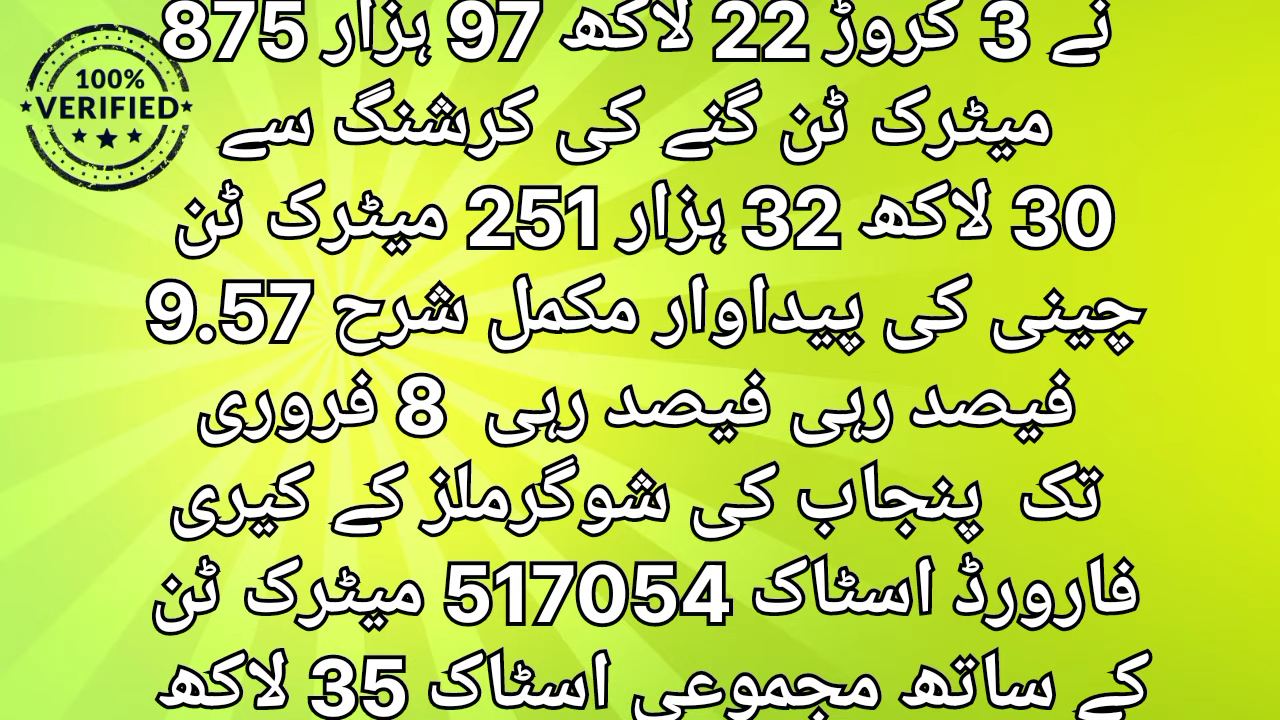 100%
VERIFIED
نے 3 کروڑ 22 لاکھ 97 ہزار 875
میٹرک ٹن گنے کی کرشنگ سے
30 لاکھ 32 ہزار 251 میٹرک ٹن
چینی کی پیداوار مکمل شرح 9.57
فیصد رہی فیصد رہی 8 فروری
تک پنجاب کی شوگرملز کے کیری
فارورڈ اسٹاک 517054 میٹرک ٹن
کے ساتھ مجموعی اسٹاک 35 لاکھ